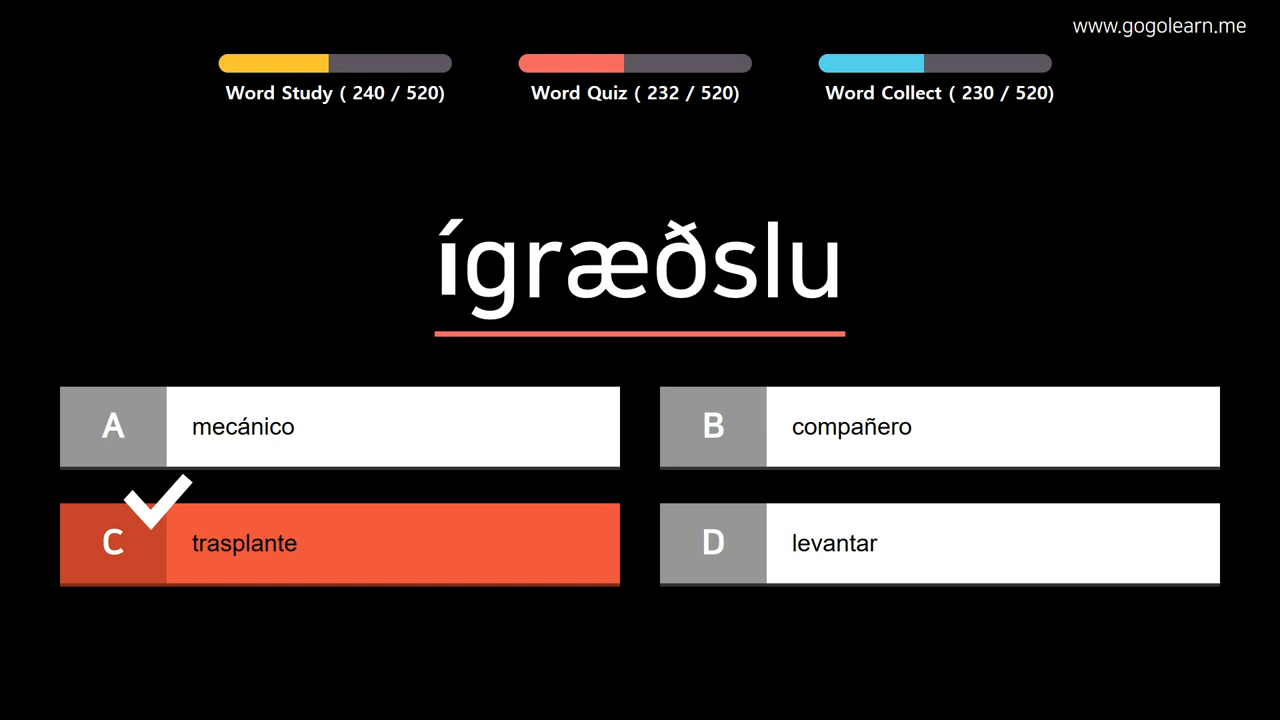 www.gogolearn.me
Word Study ( 240 / 520)
Word Quiz ( 232 / 520)
Word Collect ( 230 / 520)
ígræðslu
A mecánico
B compañero
C trasplante
D levantar